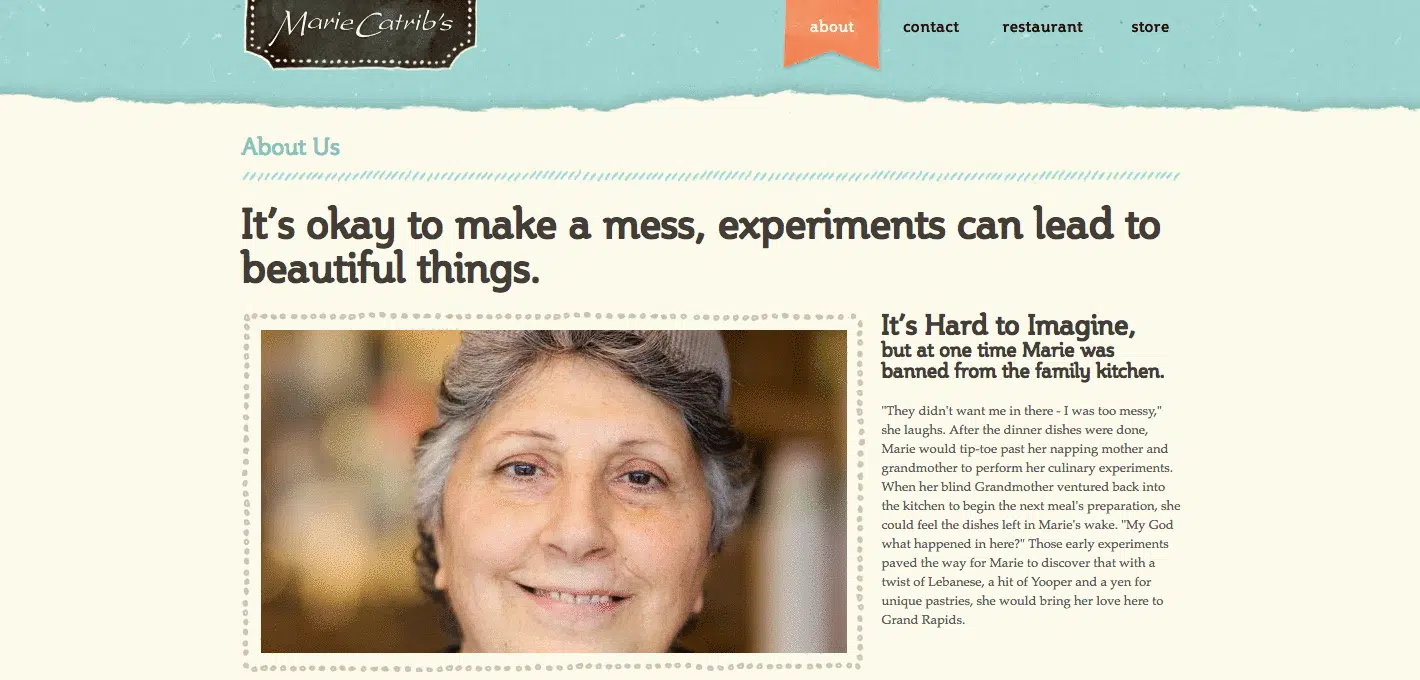 Marie Catrib's
about contact restaurant store
About Us
It's okay to make a mess, experiments can lead to
beautiful things.
It's Hard to Imagine,
but at one time Marie was
banned from the family kitchen.
"They didn't want me in there - I was too messy,"
she laughs. After the dinner dishes were done,
Marie would tip-toe past her napping mother and
grandmother to perform her culinary experiments.
When her blind Grandmother ventured back into
the kitchen to begin the next meal's preparation, she
could feel the dishes left in Marie's wake. "My God
what happened in here?" Those early experiments
paved the way for Marie to discover that with a
twist of Lebanese, a hit of Yooper and a yen for
unique pastries, she would bring her love here to
Grand Rapids.